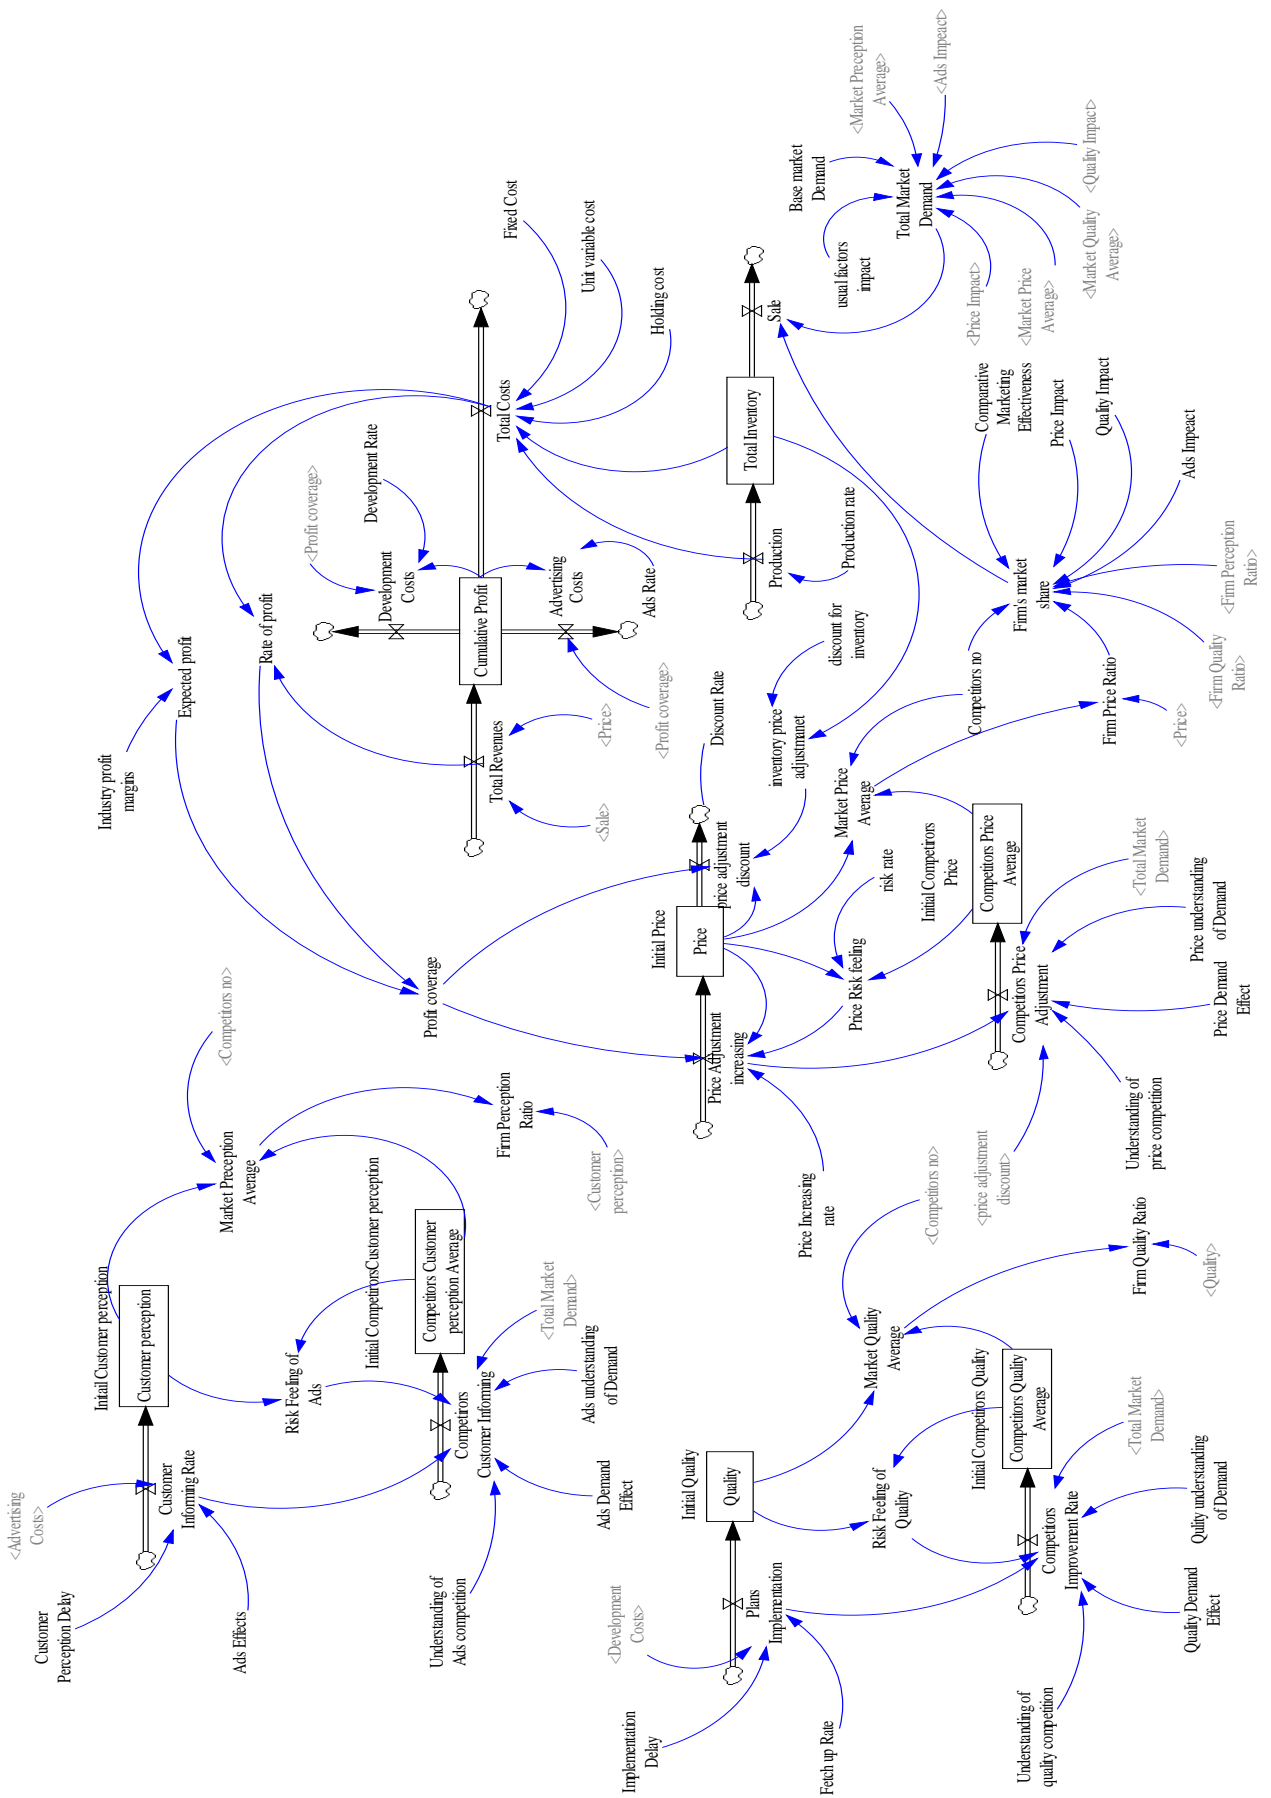 <Advertising
Costs>
Customer
Perception Delay
Customer
Informing Rate
Ads Effects
Initail Customer perception
Customer perception
Market Preception
Average
<Competitors no>
Risk Feeling of
Ads
Initial CompetirorsCustomer perception
Competitors Customer
perception Average
Competirors
Customer Informing
Understanding of
Ads competition
Ads Demand
Effect
Ads understanding
of Demand
<Total Market
Demand>
Firm Perception
Ratio
<Customer
perception>
Industry profit
margins
Expected profit
Rate of profit
Profit coverage
<Profit coverage>
Development Rate
Development
Costs
Cumulative Profit
Total Revenues
<Sale>
<Price>
Advertising
Costs
Ads Rate
<Profit coverage>
Total Costs
Fixed Cost
Unit variable cost
Holding cost
<Development
Costs>
Implementation
Delay
Plans
Implementation
Fetch up Rate
Initial Quality
Quality
Market Quality
Average
<Competitors no>
Risk Feeling of
Quality
Initial Competitors Quality
Competitors Quality
Average
Competitors
Improvement Rate
Understanding of
quality competition
Quality Demand
Effect
Qulity understanding
of Demand
<Total Market
Demand>
Firm Quality Ratio
<Quality>
Initial Price
Price
Price Adjustment
increasing
Price Increasing
rate
price adjustment
discount
Discount Rate
inventory price
adjustmanet
discount for
inventory
Price Risk feeling
risk rate
Market Price
Average
Initial Competitors
Price
Competitors Price
Average
Competitors Price
Adjustment
<price adjustment
discount>
Understanding of
price competition
Price Demand
Effect
Price understanding
of Demand
<Total Market
Demand>
Competitors no
Firm Price Ratio
<Price>
Total Inventory
Production
Production rate
Sale
Firm's market
share
Comparative
Marketing
Effectiveness
Price Impact
Quality Impact
Ads Impeact
<Firm Perception
Ratio>
<Firm Quality
Ratio>
Base market
Demand
usual factors
impact
Total Market
Demand
<Market Preception
Average>
<Ads Impeact>
<Price Impact>
<Market Price
Average>
<Market Quality
Average>
<Quality Impact>